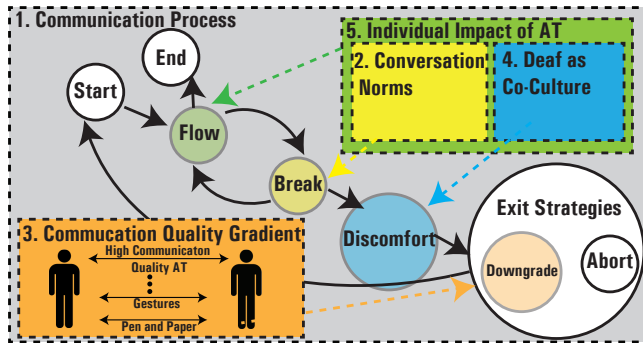 1. Communication Process
End
Start
Flow
Break
Discomfort
5. Individual Impact of AT
2. Conversation
Norms
4. Deaf as
Co-Culture
3. Commucation Quality Gradient
High Communicaton
Quality AT
Gestures
Pen and Paper
Exit Strategies
Downgrade
Abort